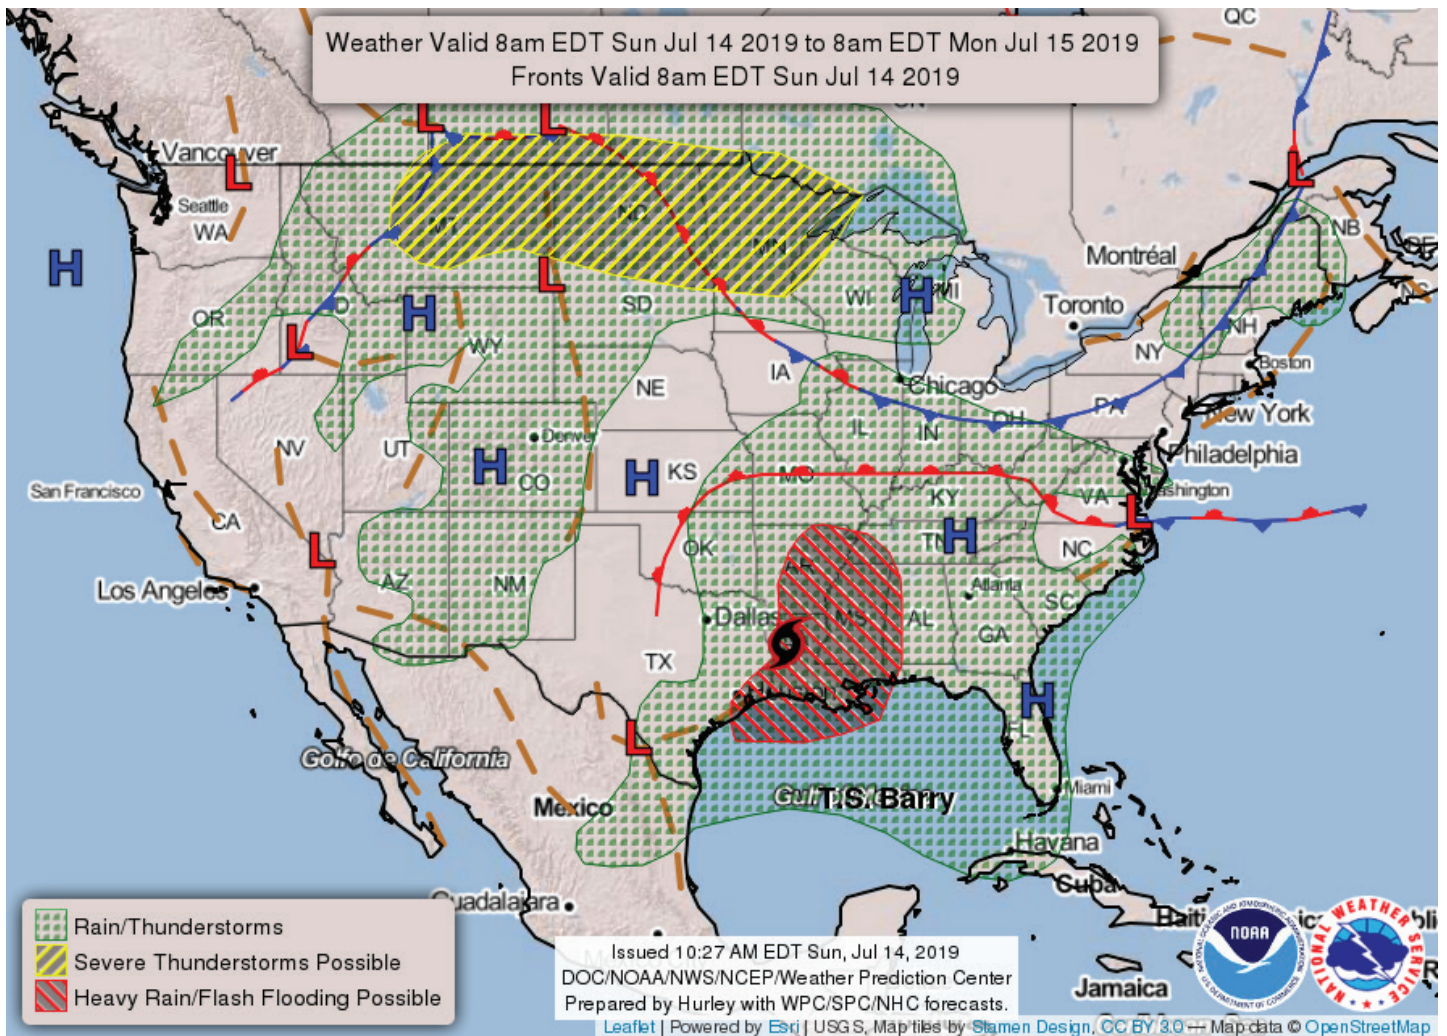 QC
Weather Valid 8am EDT Sun Jul 14 2019 to 8am EDT Mon Jul 15 2019
Fronts Valid 8am EDT Sun Jul 14 2019
L
L
Vancouver
L
L
Seattle
WA
MT
ND
NB
MN
Montréal
H
L
SD
WI
H
MI
Toronto
H
OR
ID
NH
L
WY
NY
Boston
IA
Chicago
NE
PA
New York
OH
IL
IN
Denver
NV
UT
Philadelphia
H
CO
H
KS
MO
San Francisco
KY
VA
Washington
L
CA
H
TN
NC
OK
L
AR
Los Angeles
AZ
NM
Atlanta
SC
Dallas
MS
AL
GA
TX
H
FL
L
Golfo de California
Miami
T.S. Barry
Mexico
Havana
Cuba
Guadalajara
Jamaica
Rain/Thunderstorms
Severe Thunderstorms Possible
Heavy Rain/Flash Flooding Possible
Issued 10:27 AM EDT Sun, Jul 14, 2019
DOC/NOAA/NWS/NCEP/Weather Prediction Center
Prepared by Hurley with WPC/SPC/NHC forecasts.
NOAA
NATIONAL WEATHER SERVICE
Leaflet | Powered by Esri | USGS, Map tiles by Stamen Design, CC BY 3.0 — Map data © OpenStreetMap